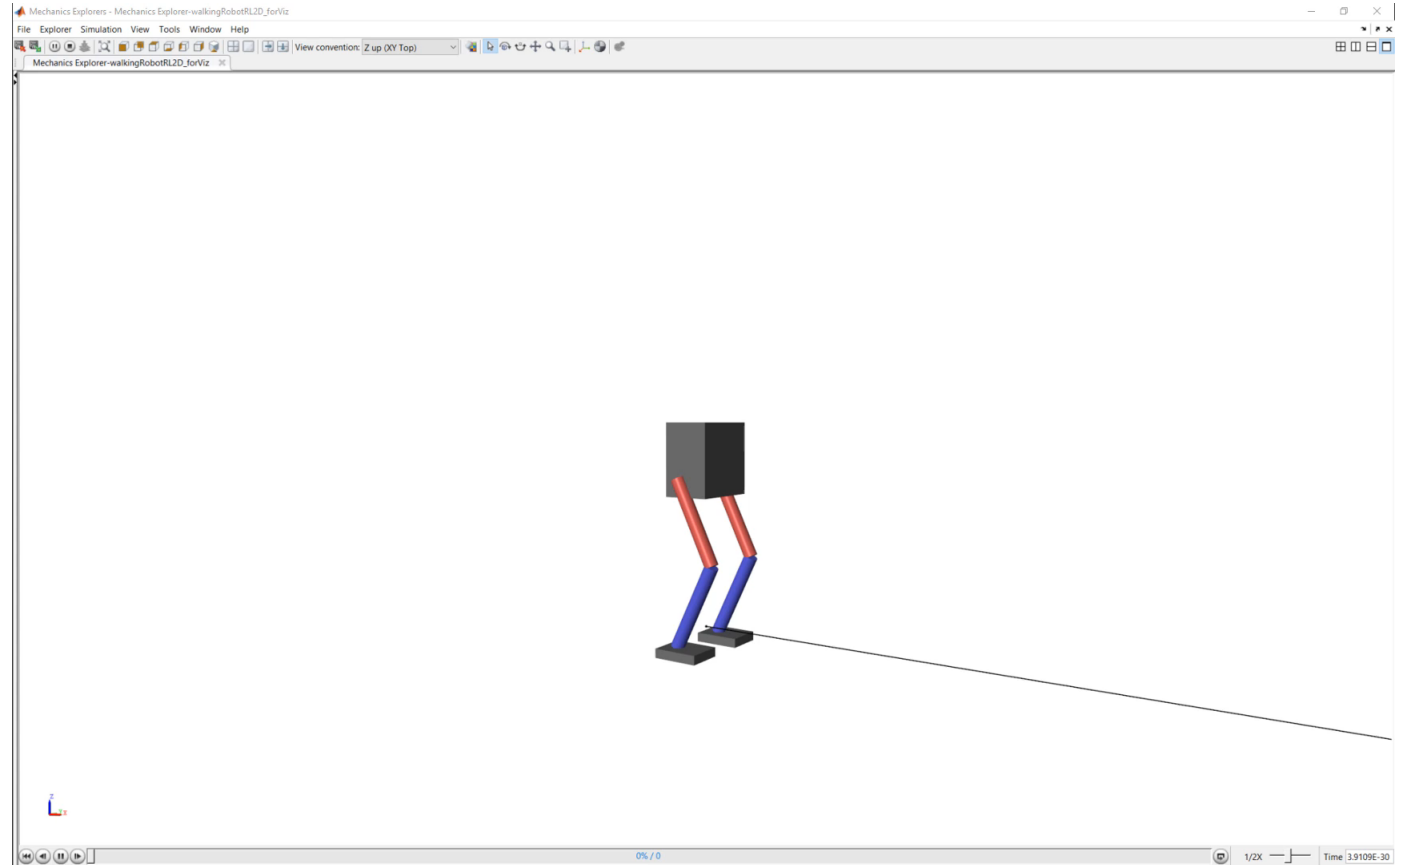 Mechanics Explorers - Mechanics Explorer-walkingRobotRL2D_forViz
File Explorer Simulation View Tools Window Help
View convention: Z up (XY Top)
Mechanics Explorer-walkingRobotRL2D_forViz
Z
X
0% / 0
1/2X
Time 3.9109E-30